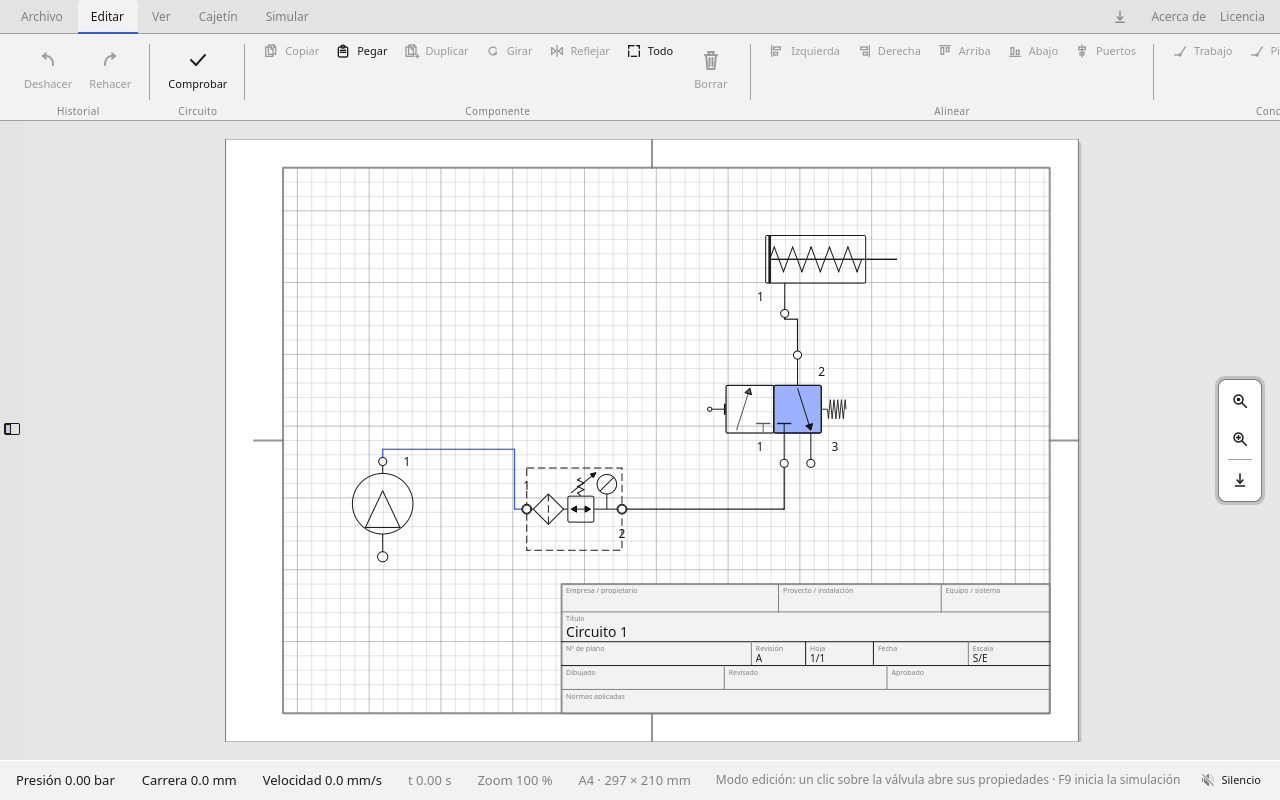 Archivo
Editar
Ver
Cajetín
Simular
Acerca de
Licencia
Deshacer
Rehacer
Historial
Comprobar
Circuito
Copiar
Pegar
Duplicar
Girar
Reflejar
Todo
Borrar
Componente
Izquierda
Derecha
Arriba
Abajo
Puertos
Alinear
Trabajo
Pi
Cond
1
2
1
3
1
1
2
Empresa / propietario
Proyecto / instalación
Equipo / sistema
Título
Circuito 1
Nº de plano
Revisión
A
Hoja
1/1
Fecha
Escala
S/E
Dibujado
Revisado
Aprobado
Normas aplicadas
Presión 0.00 bar
Carrera 0.0 mm
Velocidad 0.0 mm/s
t 0.00 s
Zoom 100 %
A4 · 297 × 210 mm
Modo edición: un clic sobre la válvula abre sus propiedades · F9 inicia la simulación
Silencio